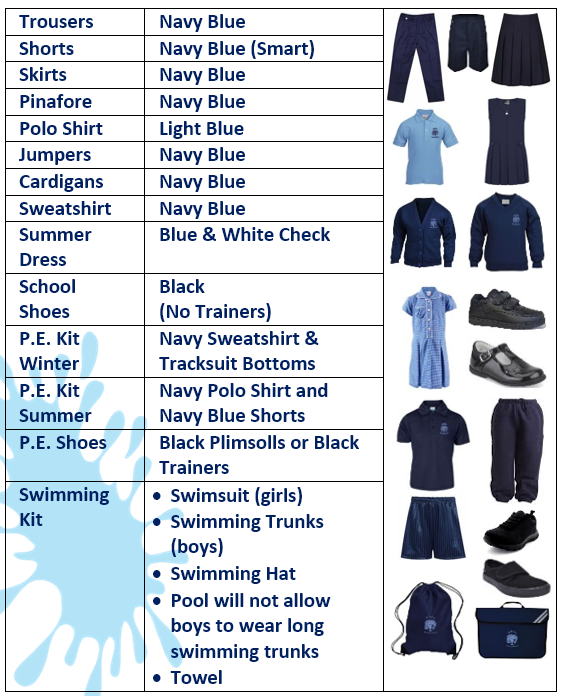 Trousers Navy Blue
Shorts Navy Blue (Smart)
Skirts Navy Blue
Pinafore Navy Blue
Polo Shirt Light Blue
Jumpers Navy Blue
Cardigans Navy Blue
Sweatshirt Navy Blue
Summer Blue & White Check
Dress
School Black
Shoes (No Trainers)
P.E. Kit Navy Sweatshirt &
Winter Tracksuit Bottoms
P.E. Kit Navy Polo Shirt and
Summer Navy Blue Shorts
P.E. Shoes Black Plimsolls or Black
Trainers
Swimming • Swimsuit (girls)
Kit • Swimming Trunks
(boys)
• Swimming Hat
• Pool will not allow
boys to wear long
swimming trunks
• Towel